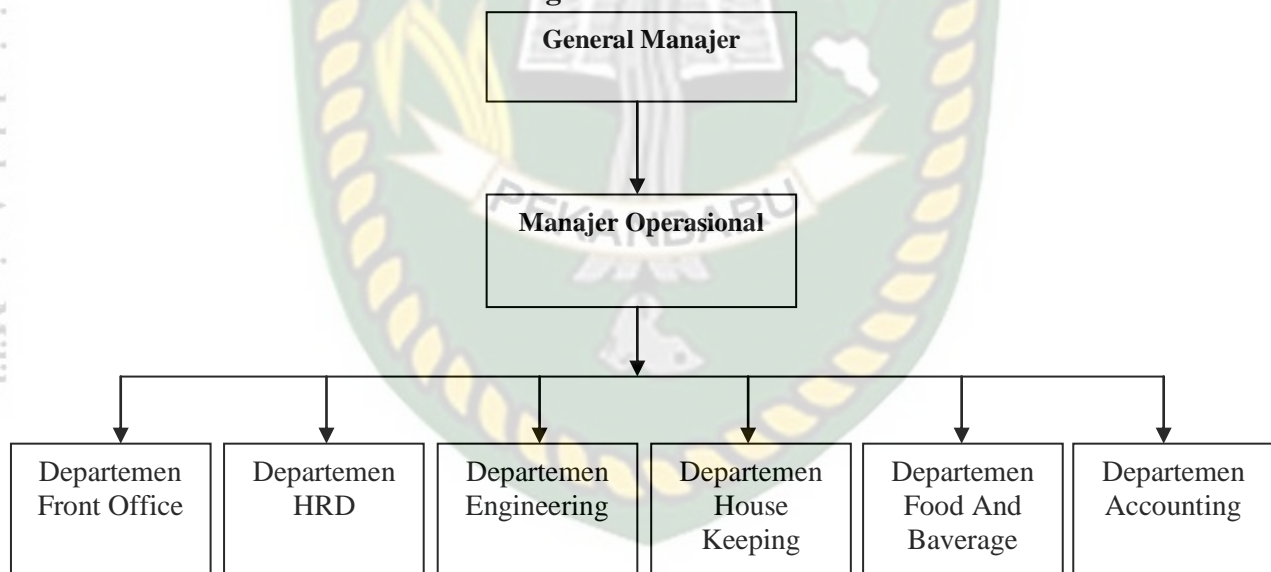 General Manajer
PEKANBARU
Manajer Operasional
Departemen
Front Office
Departemen
HRD
Departemen
Engineering
Departemen
House
Keeping
Departemen
Food And
Baverage
Departemen
Accounting